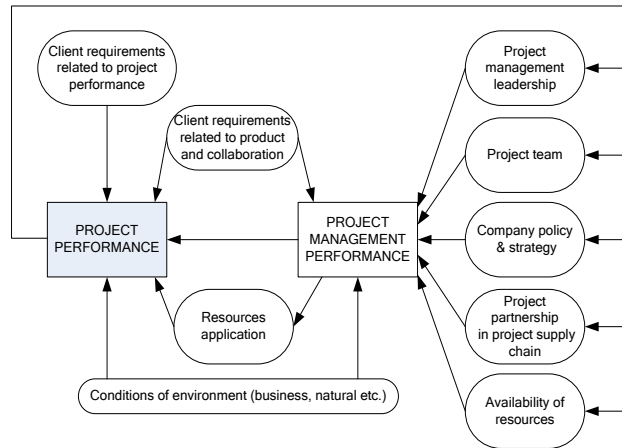 Client requirements
related to project
performance
Client requirements
related to product
and collaboration
Project
management
leadership
Project team
PROJECT
PERFORMANCE
PROJECT
MANAGEMENT
PERFORMANCE
Company policy
& strategy
Resources
application
Project
partnership
in project supply
chain
Conditions of environment (business, natural etc.)
Availability of
resources